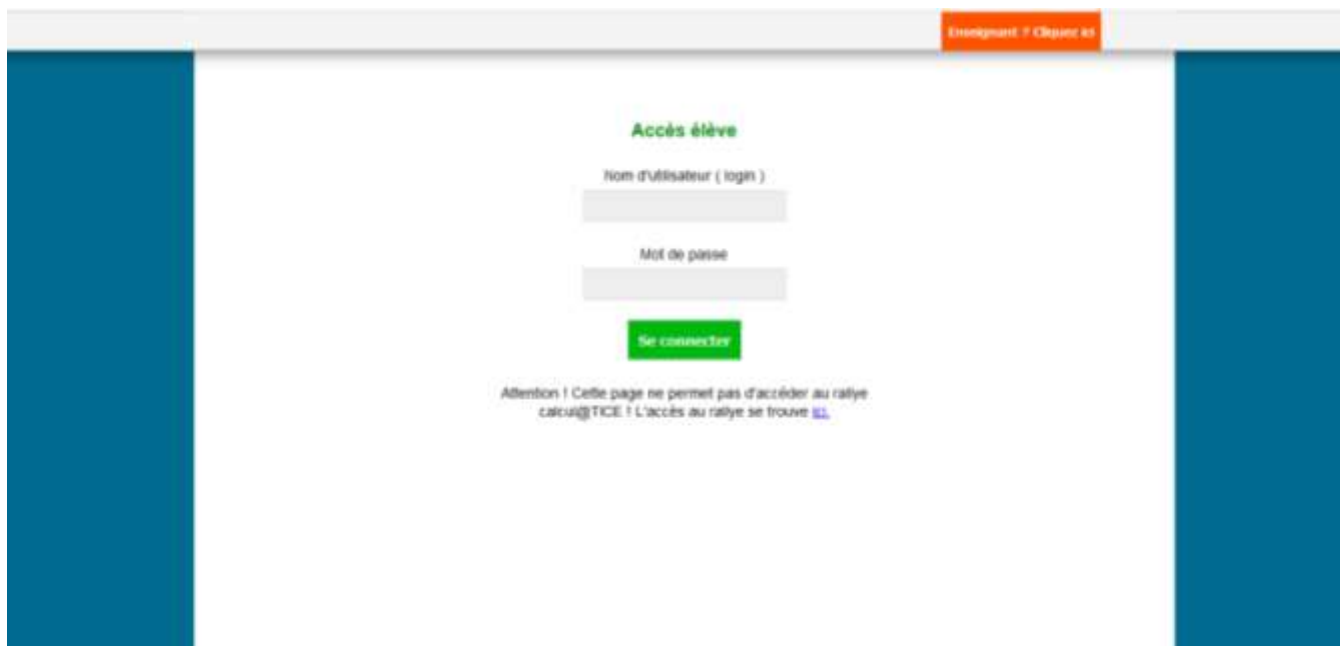 Enseignant ? Cliquez ici
Accès élève
Nom d'utilisateur ( login )
Mot de passe
Se connecter
Attention ! Cette page ne permet pas d'accéder au rallye
calcul@TICE ! L'accès au rallye se trouve ici.